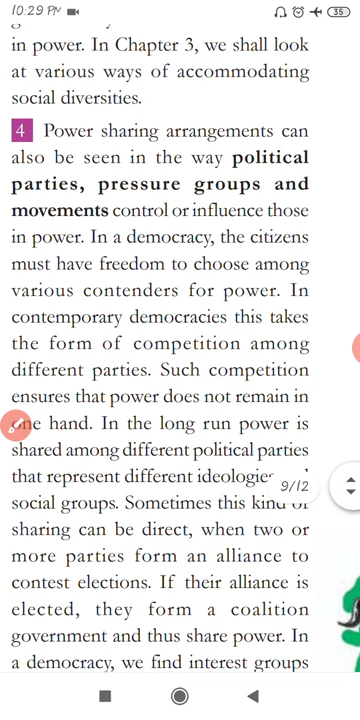 10:29 PM
35
in power. In Chapter 3, we shall look
at various ways of accommodating
social diversities.
4 Power sharing arrangements can
also be seen in the way political
parties, pressure groups and
movements control or influence those
in power. In a democracy, the citizens
must have freedom to choose among
various contenders for power. In
contemporary democracies this takes
the form of competition among
different parties. Such competition
ensures that power does not remain in
one hand. In the long run power is
shared among different political parties
that represent different ideologies
9/12
social groups. Sometimes this kind of
sharing can be direct, when two or
more parties form an alliance to
contest elections. If their alliance is
elected, they form a coalition
government and thus share power. In
a democracy, we find interest groups